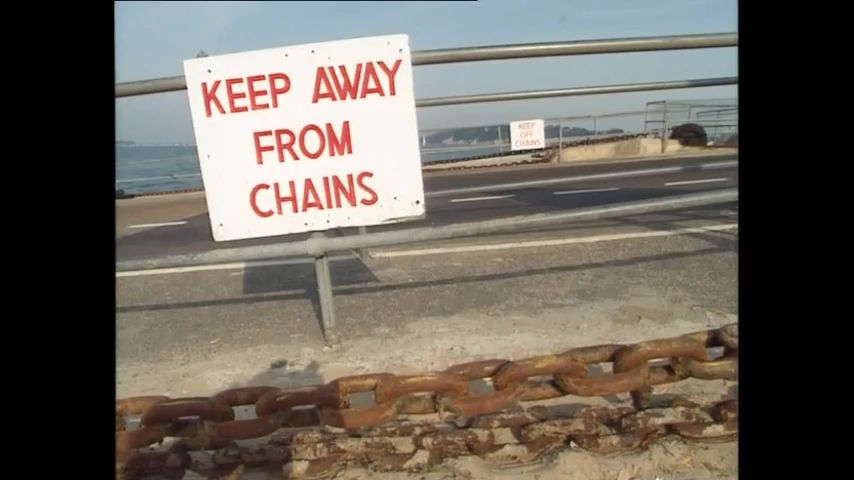 KEEP AWAY
FROM
CHAINS
KEEP
OFF
CHAINS